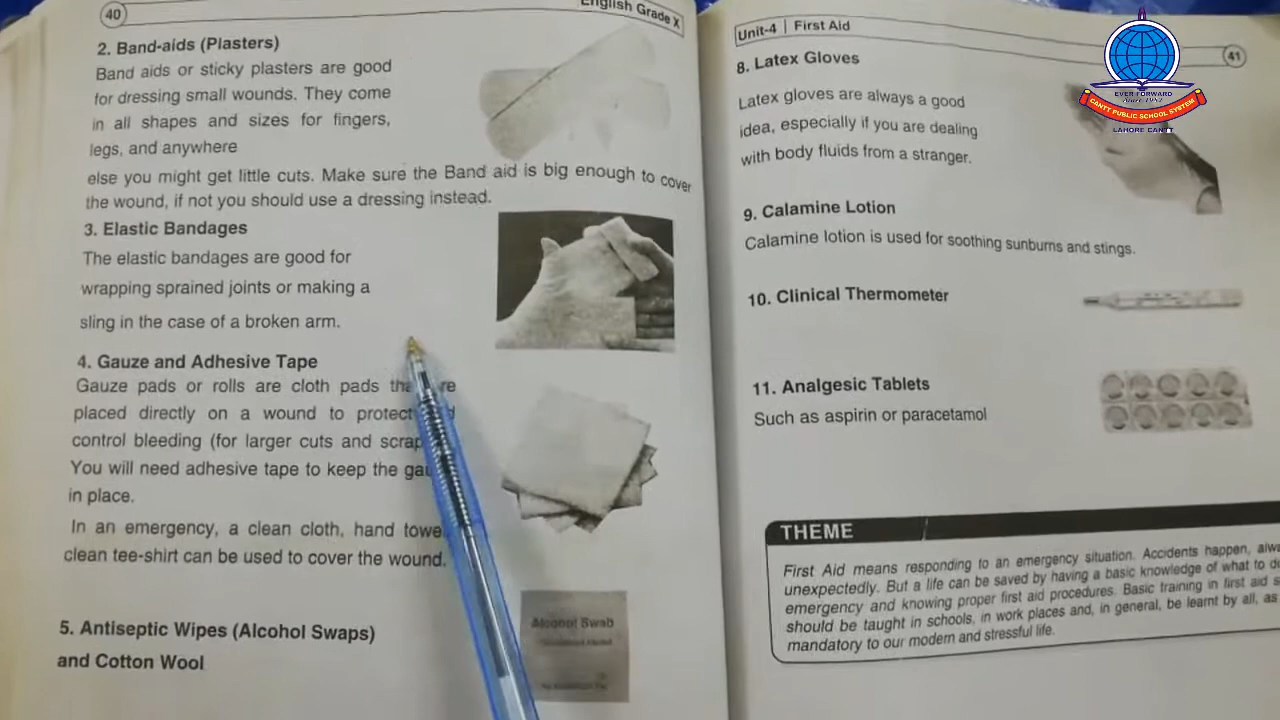 40
English Grade X
2. Band-aids (Plasters)
Band aids or sticky plasters are good
for dressing small wounds. They come
in all shapes and sizes for fingers,
legs, and anywhere
else you might get little cuts. Make sure the Band aid is big enough to cover
the wound, if not you should use a dressing instead.
3. Elastic Bandages
The elastic bandages are good for
wrapping sprained joints or making a
sling in the case of a broken arm.
4. Gauze and Adhesive Tape
Gauze pads or rolls are cloth pads
placed directly on a wound to protect
control bleeding (for larger cuts and
You will need adhesive tape to keep the
in place.
In an emergency, a clean cloth, hand
clean tee-shirt can be used to cover the wound.
5. Antiseptic Wipes (Alcohol Swaps)
and Cotton Wool
Alcohol Swab
Unit-4 | First Aid
41
8. Latex Gloves
Latex gloves are always a good
idea, especially if you are dealing
with body fluids from a stranger.
9. Calamine Lotion
Calamine lotion is used for soothing sunburns and stings.
10. Clinical Thermometer
11. Analgesic Tablets
Such as aspirin or paracetamol
THEME
First Aid means responding to an emergency situation. Accidents happen,
unexpectedly. But a life can be saved by having a basic knowledge of what to
emergency and knowing proper first aid procedures. Basic training in first aid
should be taught in schools, in work places and, in general, be learnt by all, as
mandatory to our modern and stressful life.
EVER FORWARD
Since 1952
CANTT PUBLIC SCHOOL SYSTEM
LAHORE CANTT